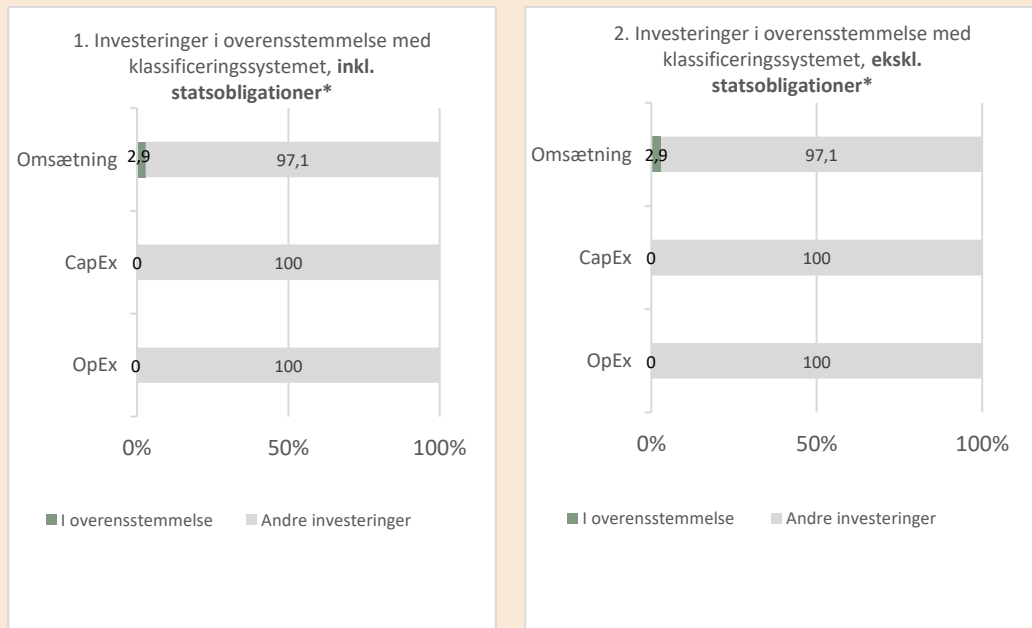 1. Investeringer i overensstemmelse med
klassificeringssystemet, inkl.
statsobligationer*
Omsætning 2,9 97,1
CapEx 0 100
OpEx 0 100
0% 50% 100%
I overensstemmelse Andre investeringer
2. Investeringer i overensstemmelse med
klassificeringssystemet, ekskl.
statsobligationer*
Omsætning 2,9 97,1
CapEx 0 100
OpEx 0 100
0% 50% 100%
I overensstemmelse Andre investeringer